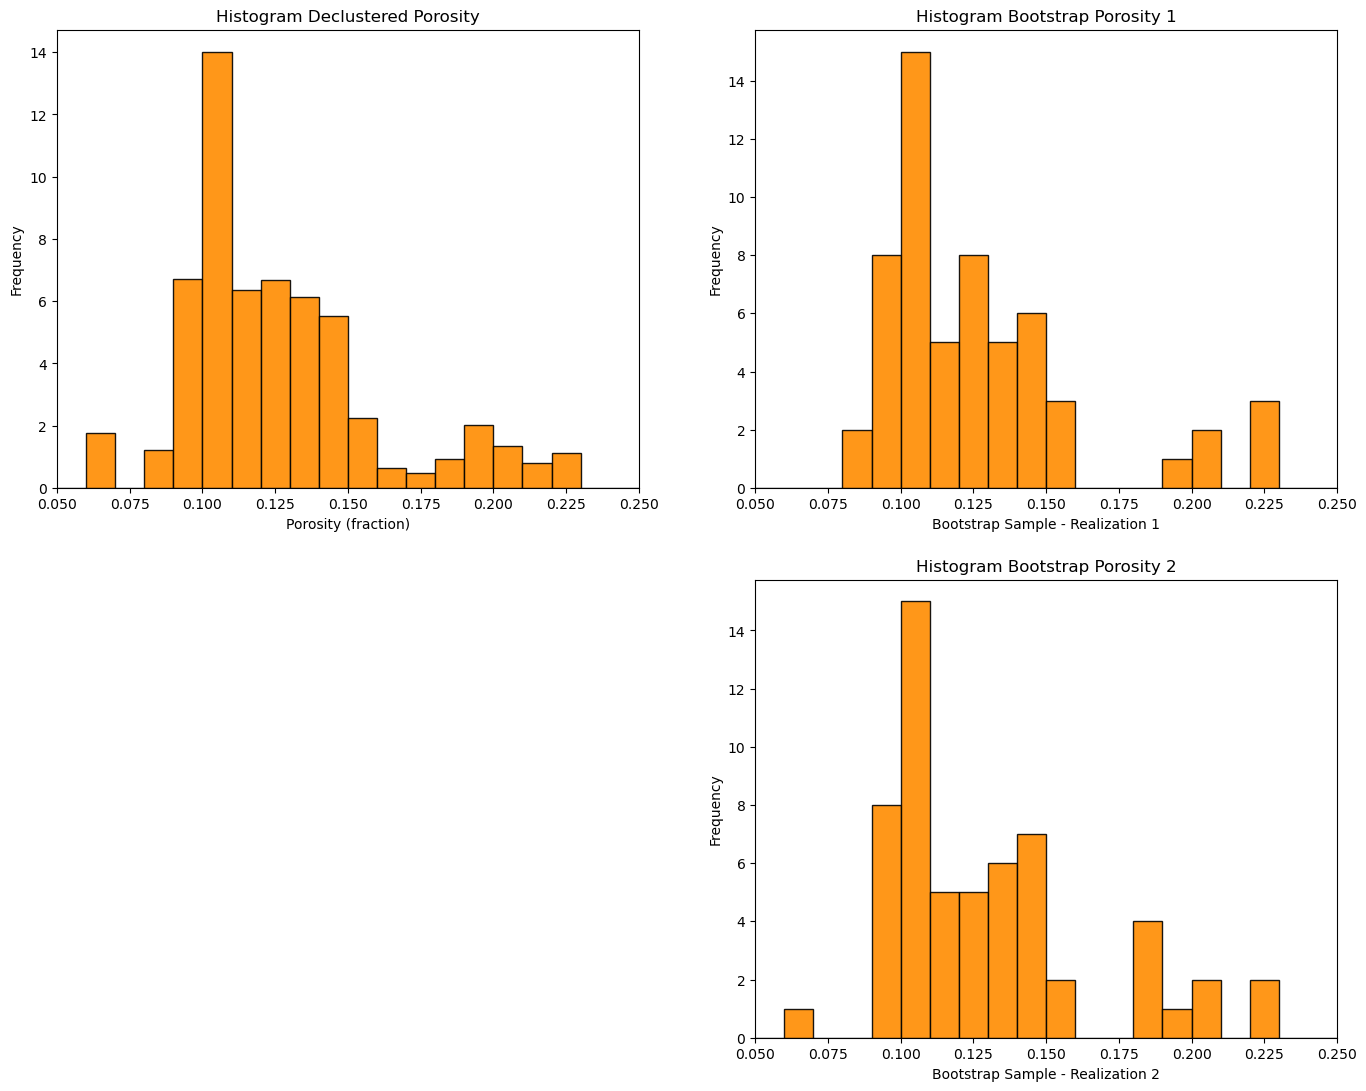 Histogram Declustered Porosity
14
12
10
8
6
4
2
0
Frequency
0.050 0.075 0.100 0.125 0.150 0.175 0.200 0.225 0.250
Porosity (fraction)
Histogram Bootstrap Porosity 1
14
12
10
8
6
4
2
0
Frequency
0.050 0.075 0.100 0.125 0.150 0.175 0.200 0.225 0.250
Bootstrap Sample - Realization 1
Histogram Bootstrap Porosity 2
14
12
10
8
6
4
2
0
Frequency
0.050 0.075 0.100 0.125 0.150 0.175 0.200 0.225 0.250
Bootstrap Sample - Realization 2